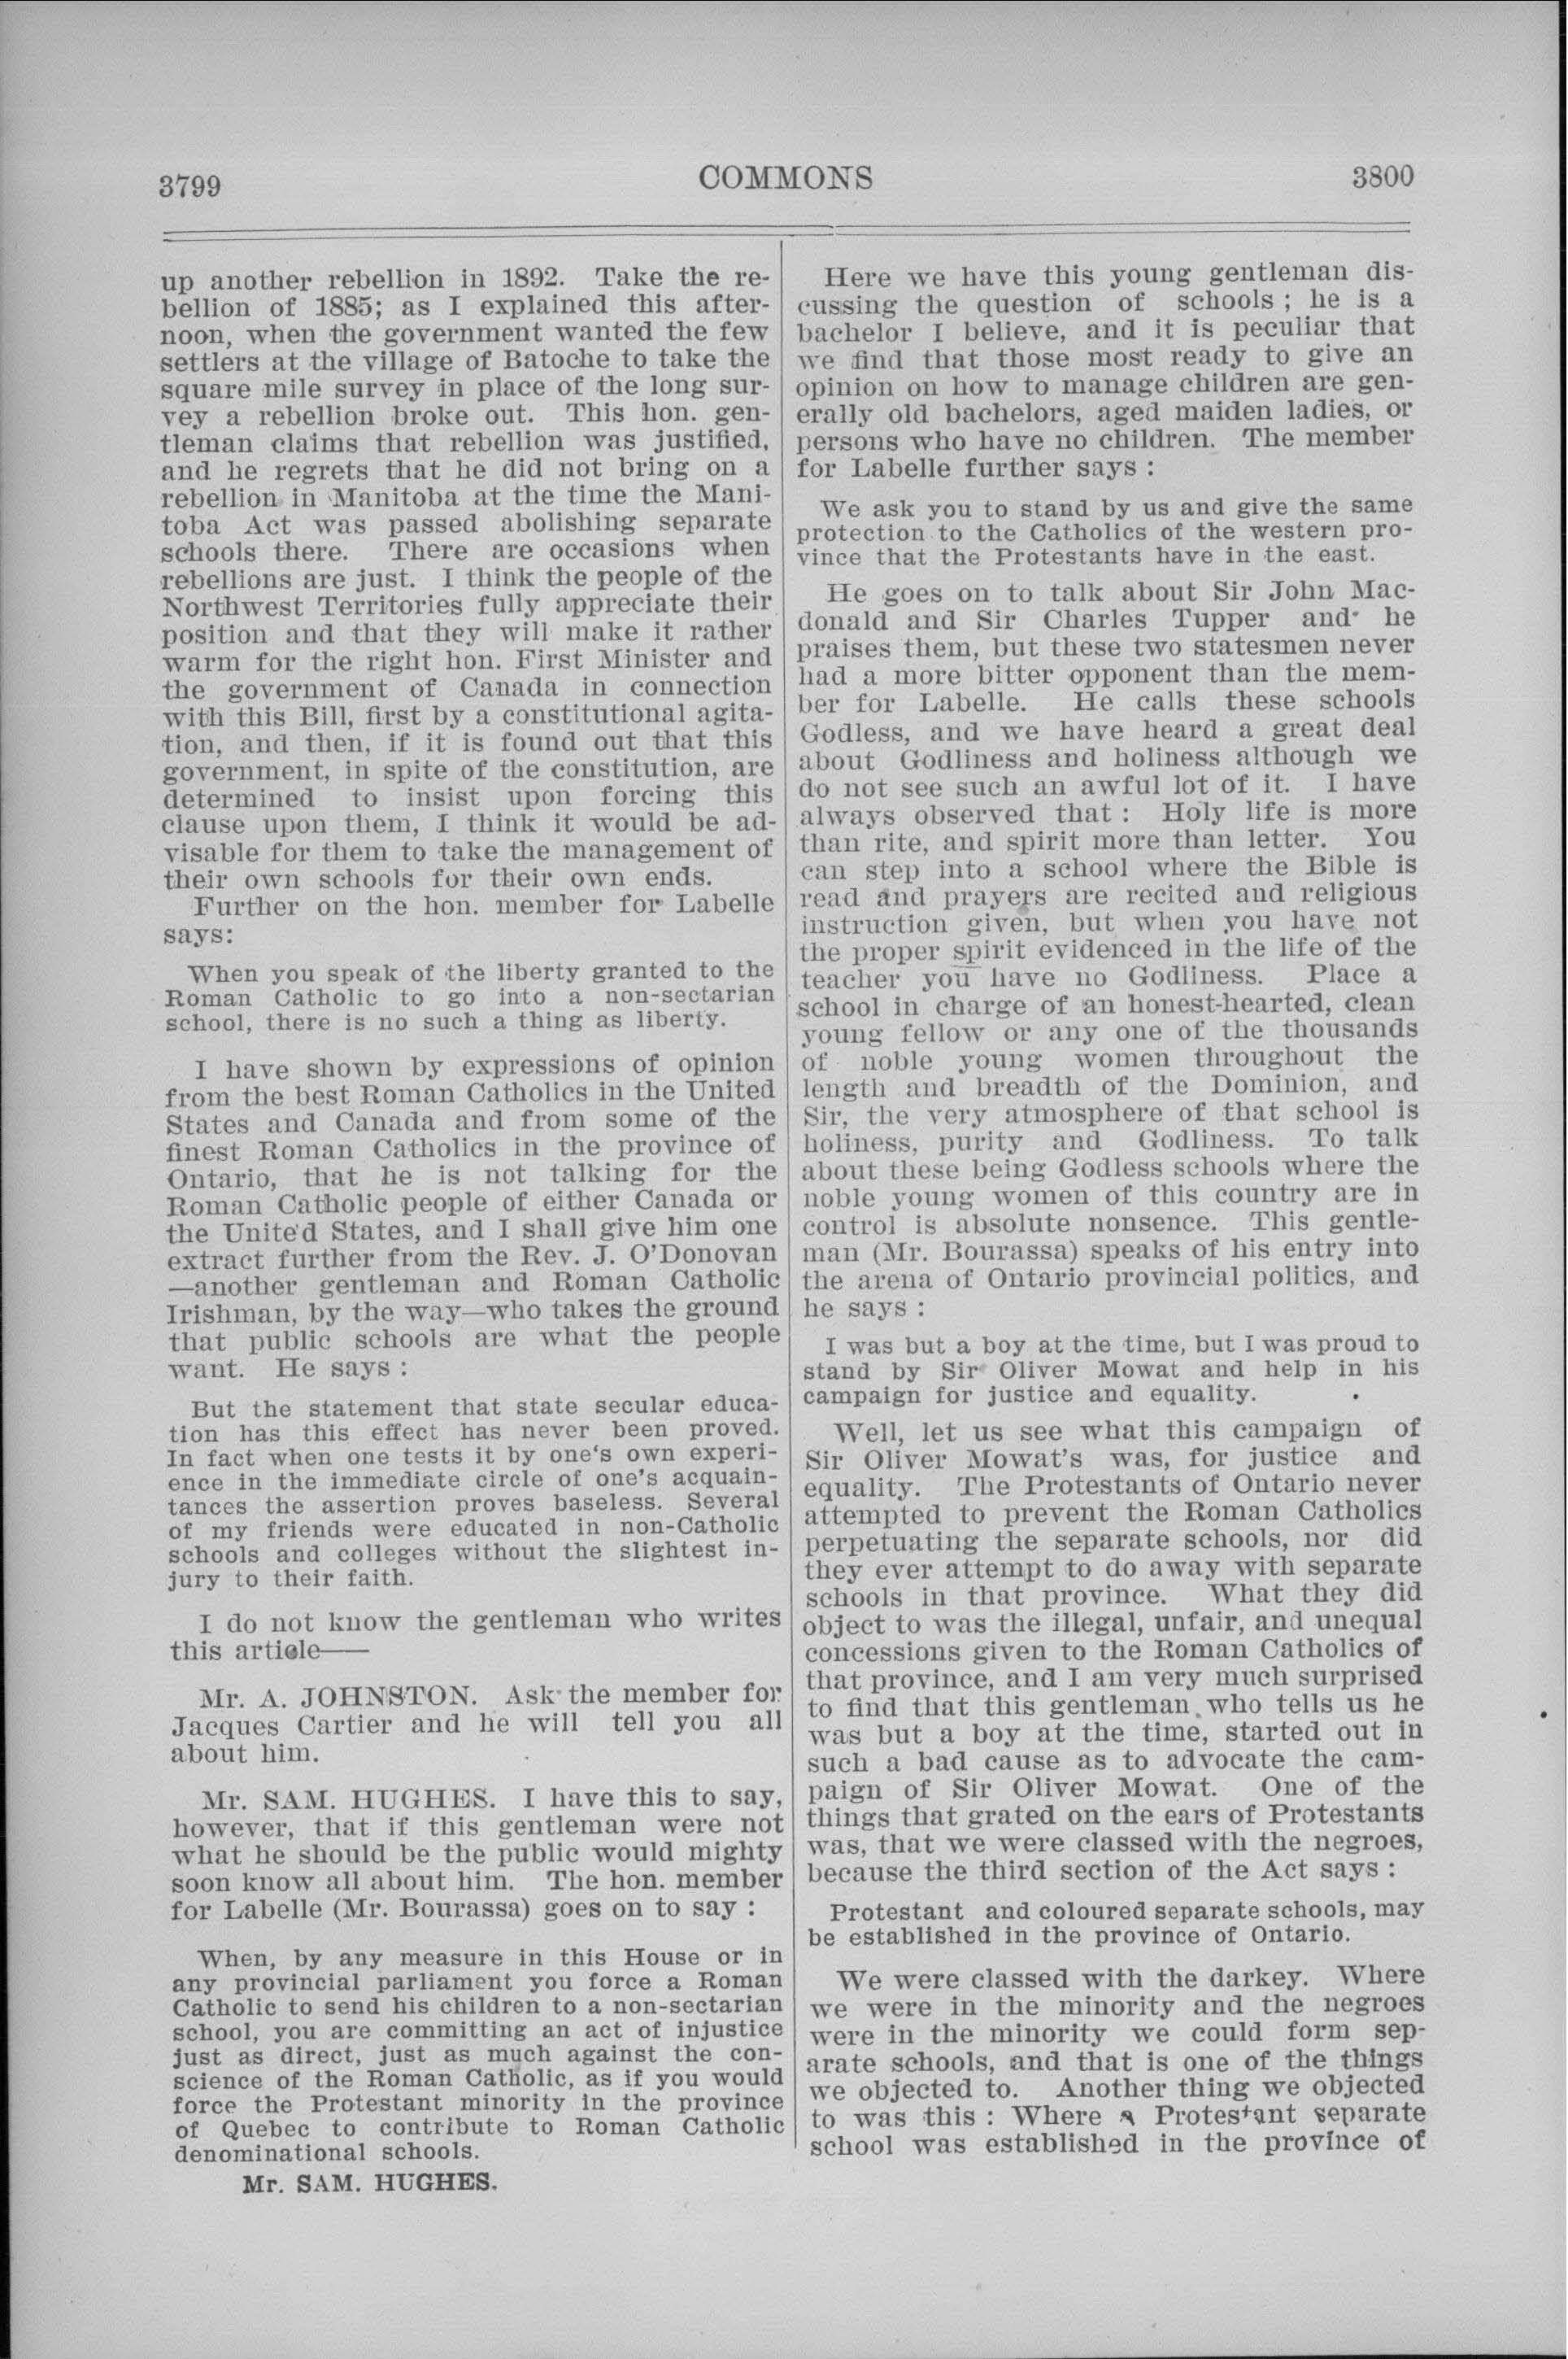 3799
COMMONS
3800
up another rebellion in 1892. Take the re-
bellion of 1885; as I explained this after-
noon, when the government wanted the few
settlers at the village of Batoche to take the
square mile survey in place of the long sur-
vey a rebellion broke out. This hon. gen-
tleman claims that rebellion was justified,
and he regrets that he did not bring on a
rebellion in Manitoba at the time the Mani-
toba Act was passed abolishing separate
schools there. There are occasions when
rebellions are just. I think the people of the
Northwest Territories fully appreciate their
position and that they will make it rather
warm for the right hon. First Minister and
the government of Canada in connection
with this Bill, first by a constitutional agita-
tion, and then, if it is found out that this
government, in spite of the constitution, are
determined to insist upon forcing this
clause upon them, I think it would be ad-
visable for them to take the management of
their own schools for their own ends.
Further on the hon. member for Labelle
says:
When you speak of the liberty granted to the
Roman Catholic to go into a non-sectarian
school, there is no such a thing as liberty.
I have shown by expressions of opinion
from the best Roman Catholics in the United
States and Canada and from some of the
finest Roman Catholics in the province of
Ontario, that he is not talking for the
Roman Catholic people of either Canada or
the United States, and I shall give him one
extract further from the Rev. J. O'Donovan
—another gentleman and Roman Catholic
Irishman, by the way—who takes the ground
that public schools are what the people
want. He says :
But the statement that state secular educa-
tion has this effect has never been proved.
In fact when one tests it by one's own experi-
ence in the immediate circle of one's acquain-
tances the assertion proves baseless. Several
of my friends were educated in non-Catholic
schools and colleges without the slightest in-
jury to their faith.
I do not know the gentleman who writes
this article——
Mr. A. JOHNSTON. Ask the member for
Jacques Cartier and he will tell you all
about him.
Mr. SAM. HUGHES. I have this to say,
however, that if this gentleman were not
what he should be the public would mighty
soon know all about him. The hon. member
for Labelle (Mr. Bourassa) goes on to say :
When, by any measure in this House or in
any provincial parliament you force a Roman
Catholic to send his children to a non-sectarian
school, you are committing an act of injustice
just as direct, just as much against the con-
science of the Roman Catholic, as if you would
force the Protestant minority in the province
of Quebec to contribute to Roman Catholic
denominational schools.
Mr. SAM. HUGHES.
Here we have this young gentleman dis-
cussing the question of schools ; he is a
bachelor I believe, and it is peculiar that
we find that those most ready to give an
opinion on how to manage children are gen-
erally old bachelors, aged maiden ladies, or
persons who have no children. The member
for Labelle further says :
We ask you to stand by us and give the same
protection to the Catholics of the western pro-
vince that the Protestants have in the east.
He goes on to talk about Sir John Mac-
donald and Sir Charles Tupper and he
praises them, but these two statesmen never
had a more bitter opponent than the mem-
ber for Labelle. He calls these schools
Godless, and we have heard a great deal
about Godliness and holiness although we
do not see such an awful lot of it. I have
always observed that : Holy life is more
than rite, and spirit more than letter. You
can step into a school where the Bible is
read and prayers are recited and religious
instruction given, but when you have not
the proper spirit evidenced in the life of the
teacher you have no Godliness. Place a
school in charge of an honest-hearted, clean
young fellow or any one of the thousands
of noble young women throughout the
length and breadth of the Dominion, and
Sir, the very atmosphere of that school is
holiness, purity and Godliness. To talk
about these being Godless schools where the
noble young women of this country are in
control is absolute nonsence. This gentle-
man (Mr. Bourassa) speaks of his entry into
the arena of Ontario provincial politics, and
he says :
I was but a boy at the time, but I was proud to
stand by Sir Oliver Mowat and help in his
campaign for justice and equality.
Well, let us see what this campaign of
Sir Oliver Mowat's was, for justice and
equality. The Protestants of Ontario never
attempted to prevent the Roman Catholics
perpetuating the separate schools, nor did
they ever attempt to do away with separate
schools in that province. What they did
object to was the illegal, unfair, and unequal
concessions given to the Roman Catholics of
that province, and I am very much surprised
to find that this gentleman who tells us he
was but a boy at the time, started out in
such a bad cause as to advocate the cam-
paign of Sir Oliver Mowat. One of the
things that grated on the ears of Protestants
was, that we were classed with the negroes,
because the third section of the Act says :
Protestant and coloured separate schools, may
be established in the province of Ontario.
We were classed with the darkey. Where
we were in the minority and the negroes
were in the minority we could form sep-
arate schools, and that is one of the things
we objected to. Another thing we objected
to was this : Where a Protestant separate
school was established in the province of